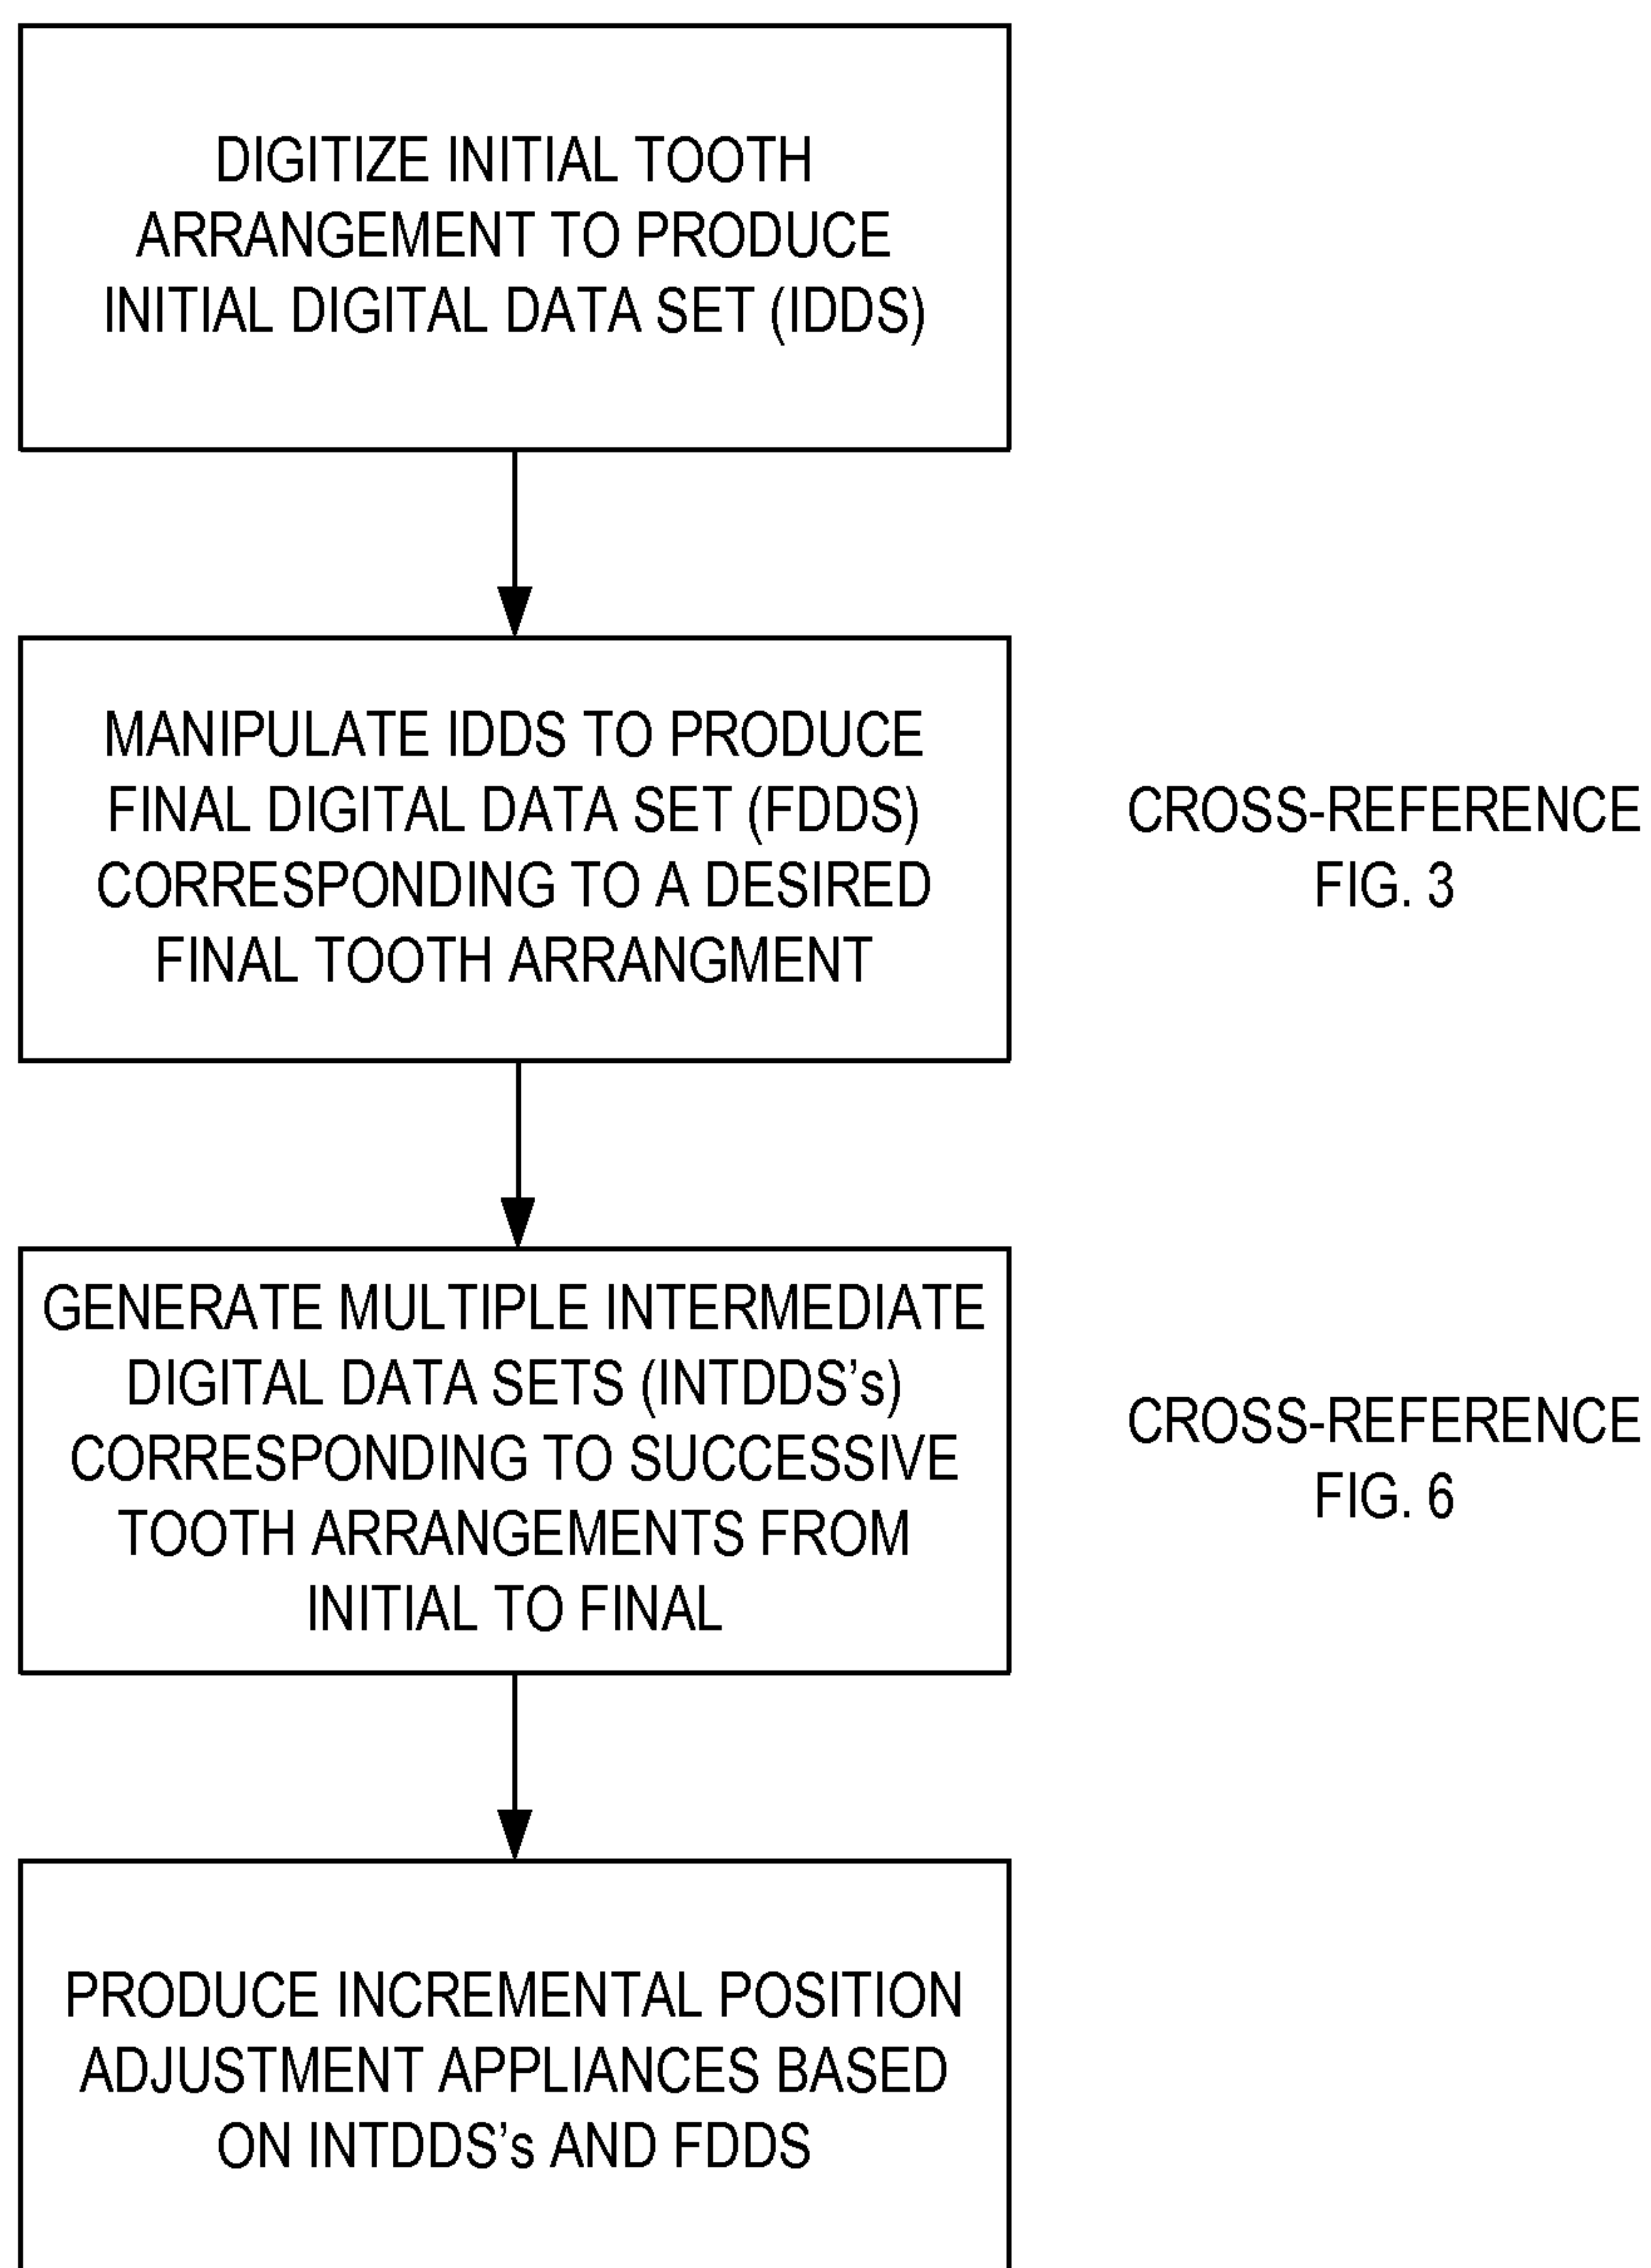 DIGITIZE INITIAL TOOTH
ARRANGEMENT TO PRODUCE
INITIAL DIGITAL DATA SET (IDDS)
MANIPULATE IDDS TO PRODUCE
FINAL DIGITAL DATA SET (FDDS)
CORRESPONDING TO A DESIRED
FINAL TOOTH ARRANGMENT
CROSS-REFERENCE
FIG. 3
GENERATE MULTIPLE INTERMEDIATE
DIGITAL DATA SETS (INTDDS's)
CORRESPONDING TO SUCCESSIVE
TOOTH ARRANGEMENTS FROM
INITIAL TO FINAL
CROSS-REFERENCE
FIG. 6
PRODUCE INCREMENTAL POSITION
ADJUSTMENT APPLIANCES BASED
ON INTDDS's AND FDDS